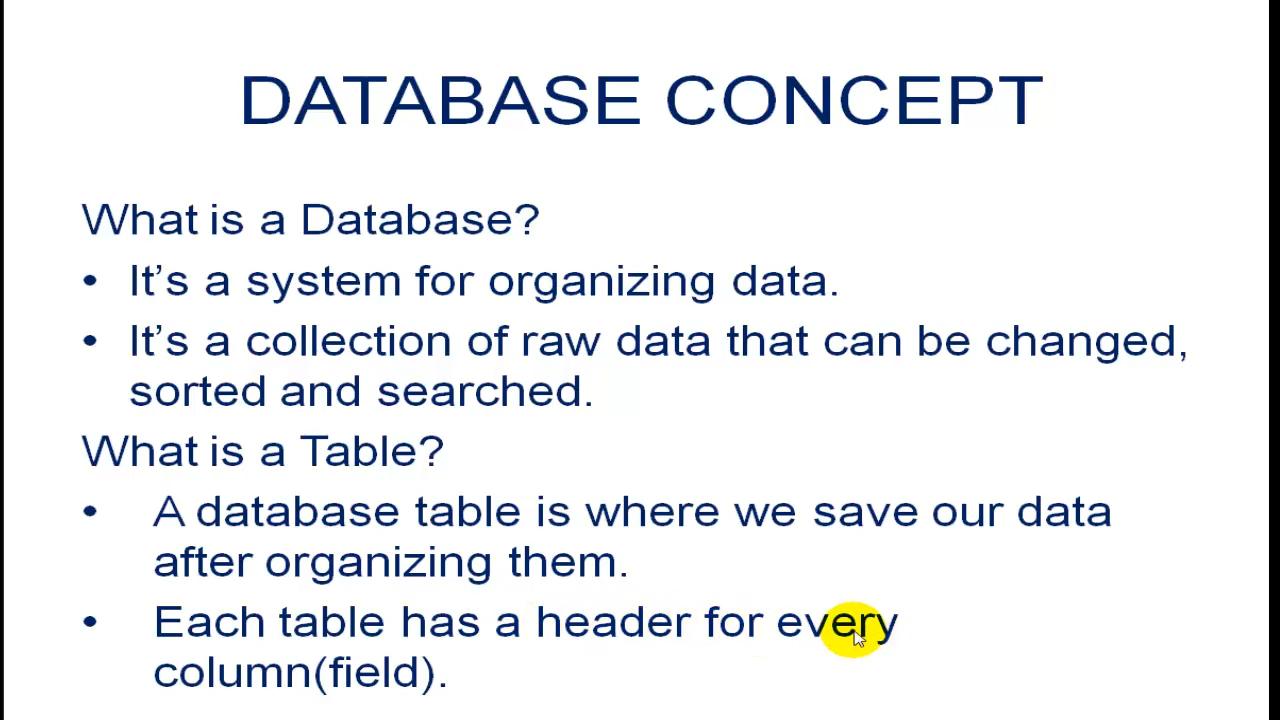 DATABASE CONCEPT
What is a Database?
• It’s a system for organizing data.
• It’s a collection of raw data that can be changed,
sorted and searched.
What is a Table?
• A database table is where we save our data
after organizing them.
• Each table has a header for every
column(field).